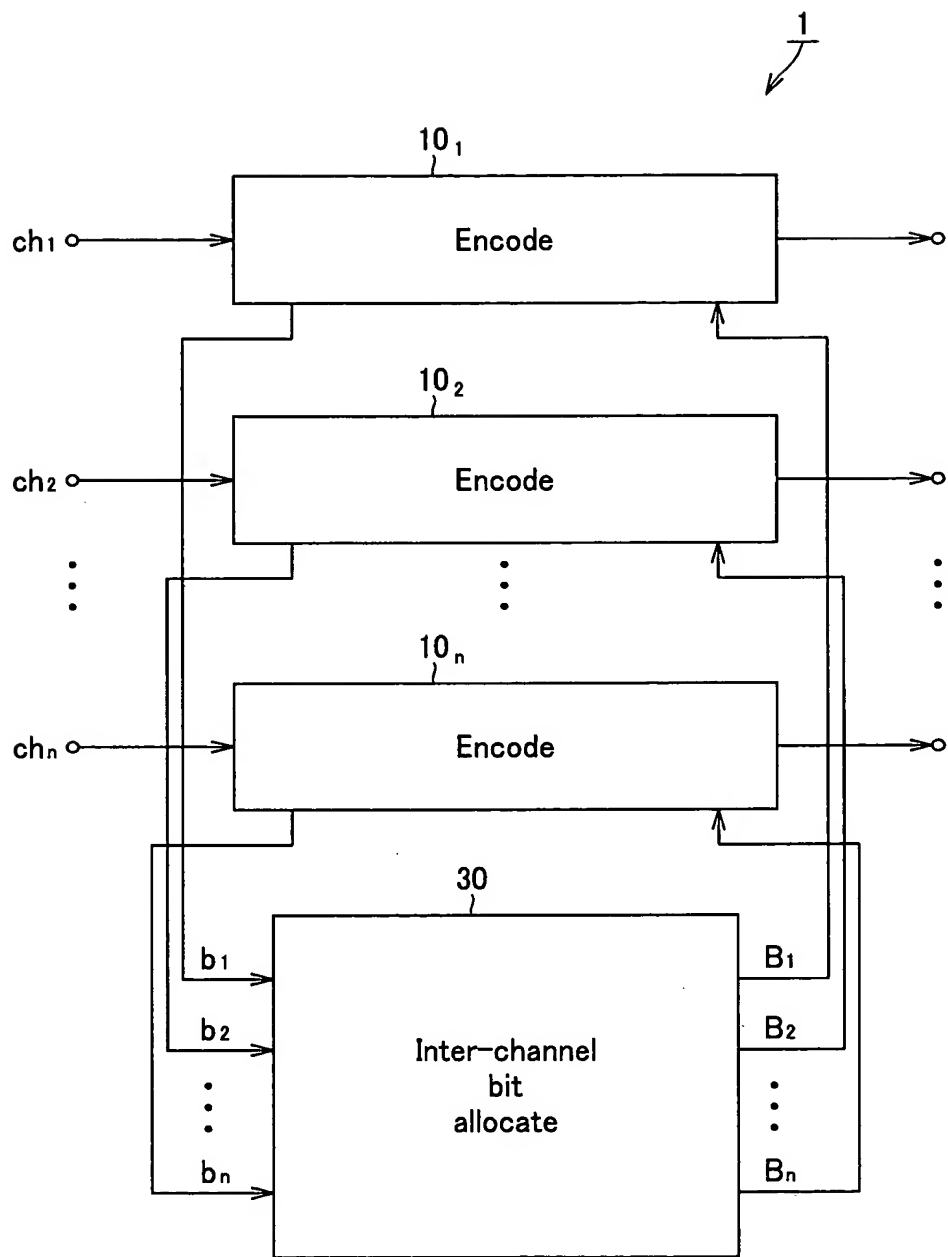 1
10₁
ch₁ Encode
10₂
ch₂ Encode
10ₙ
chₙ Encode
30
b₁ B₁
b₂ B₂
Inter-channel
bit
allocate
bₙ Bₙ